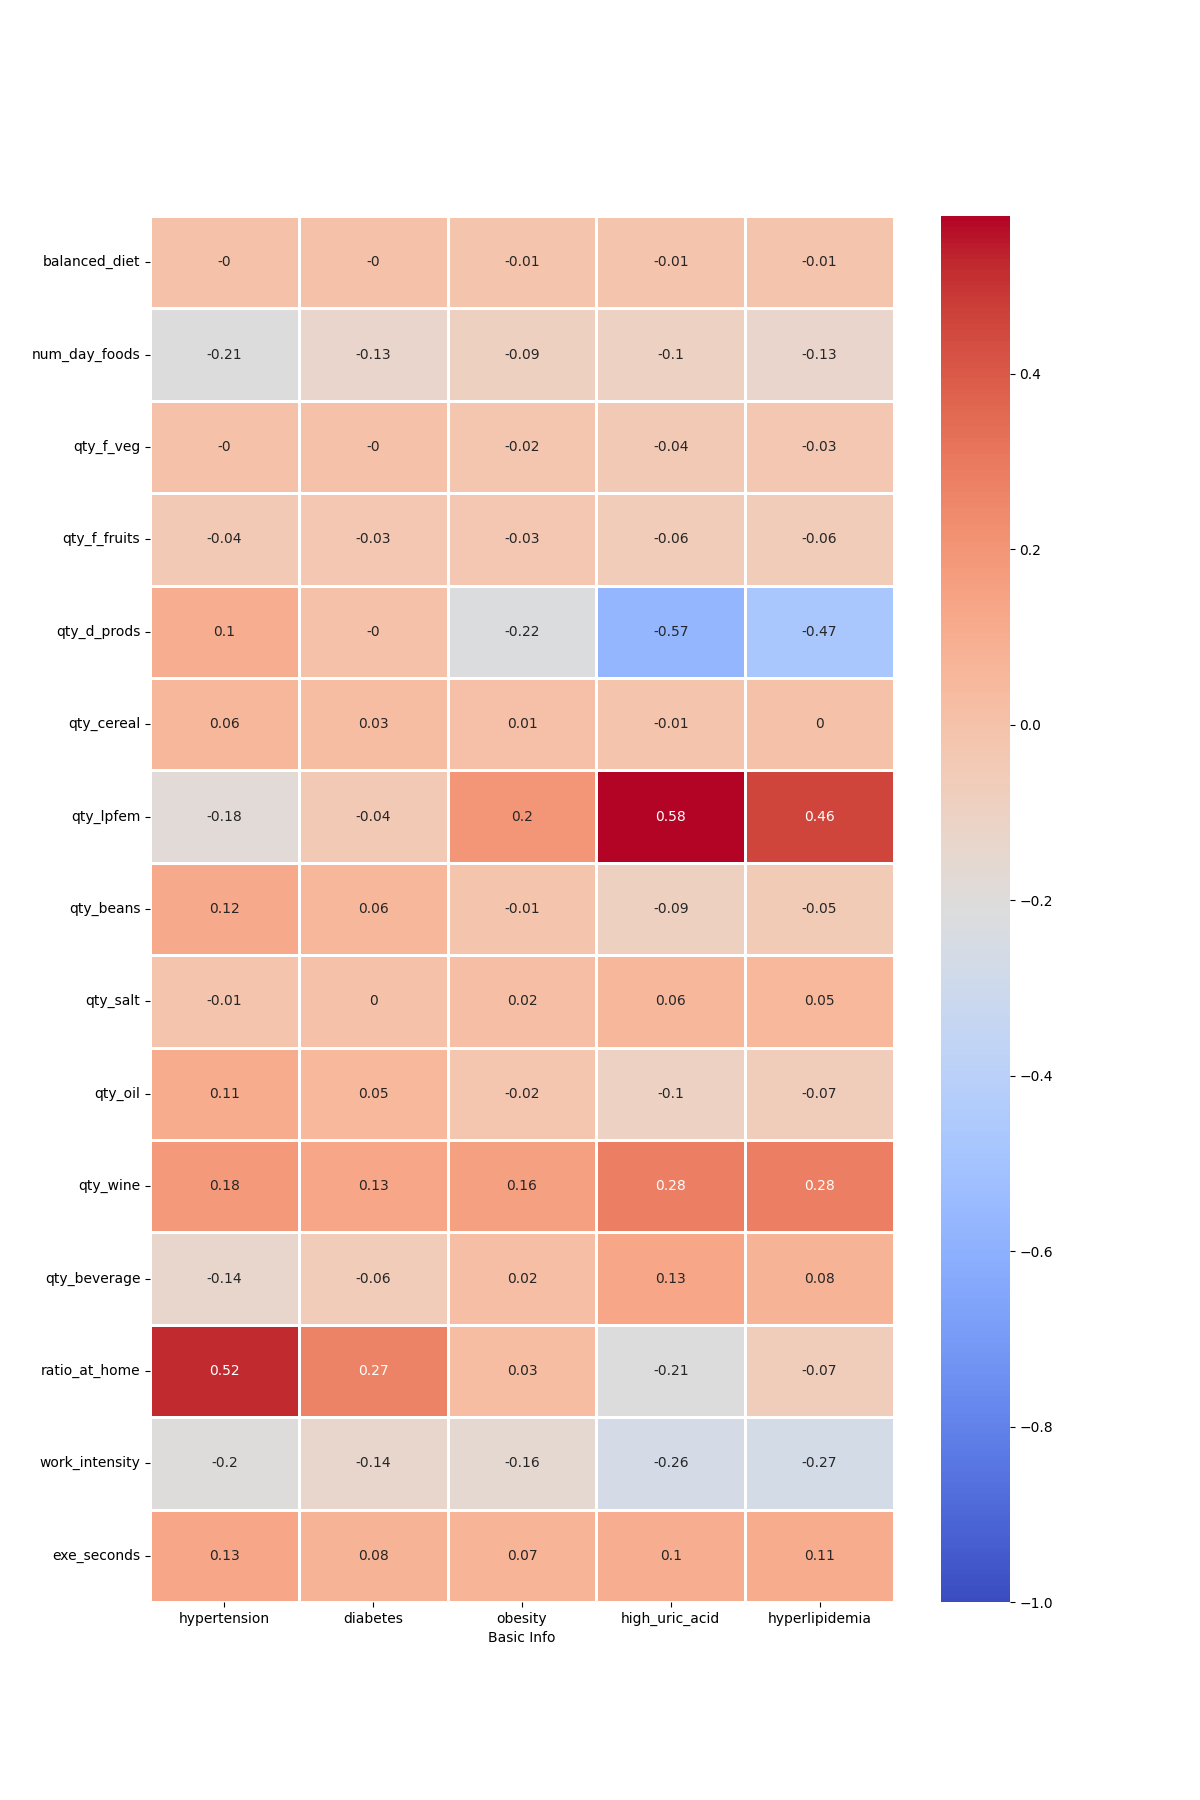 balanced_diet -0 -0 -0.01 -0.01 -0.01
num_day_foods -0.21 -0.13 -0.09 -0.1 -0.13
0.4
qty_f_veg -0 -0 -0.02 -0.04 -0.03
qty_f_fruits -0.04 -0.03 -0.03 -0.06 -0.06
0.2
qty_d_prods 0.1 -0 -0.22 -0.57 -0.47
qty_cereal 0.06 0.03 0.01 -0.01 0
0.0
qty_lpfem -0.18 -0.04 0.2 0.58 0.46
qty_beans 0.12 0.06 -0.01 -0.09 -0.05
−0.2
qty_salt -0.01 0 0.02 0.06 0.05
qty_oil 0.11 0.05 -0.02 -0.1 -0.07
−0.4
qty_wine 0.18 0.13 0.16 0.28 0.28
qty_beverage -0.14 -0.06 0.02 0.13 0.08
−0.6
ratio_at_home 0.52 0.27 0.03 -0.21 -0.07
−0.8
work_intensity -0.2 -0.14 -0.16 -0.26 -0.27
exe_seconds 0.13 0.08 0.07 0.1 0.11
−1.0
hypertension diabetes obesity high_uric_acid hyperlipidemia
Basic Info